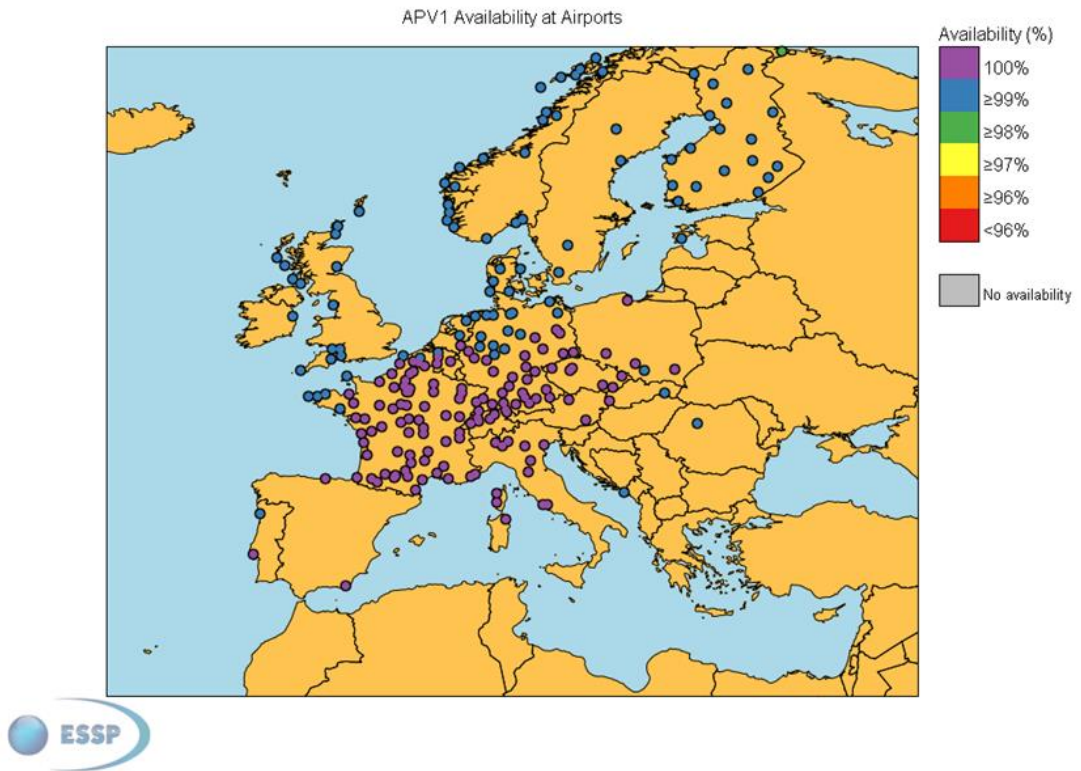 APV1 Availability at Airports
Availability (%)
100%
≥99%
≥98%
≥97%
≥96%
<96%
No availability
ESSP